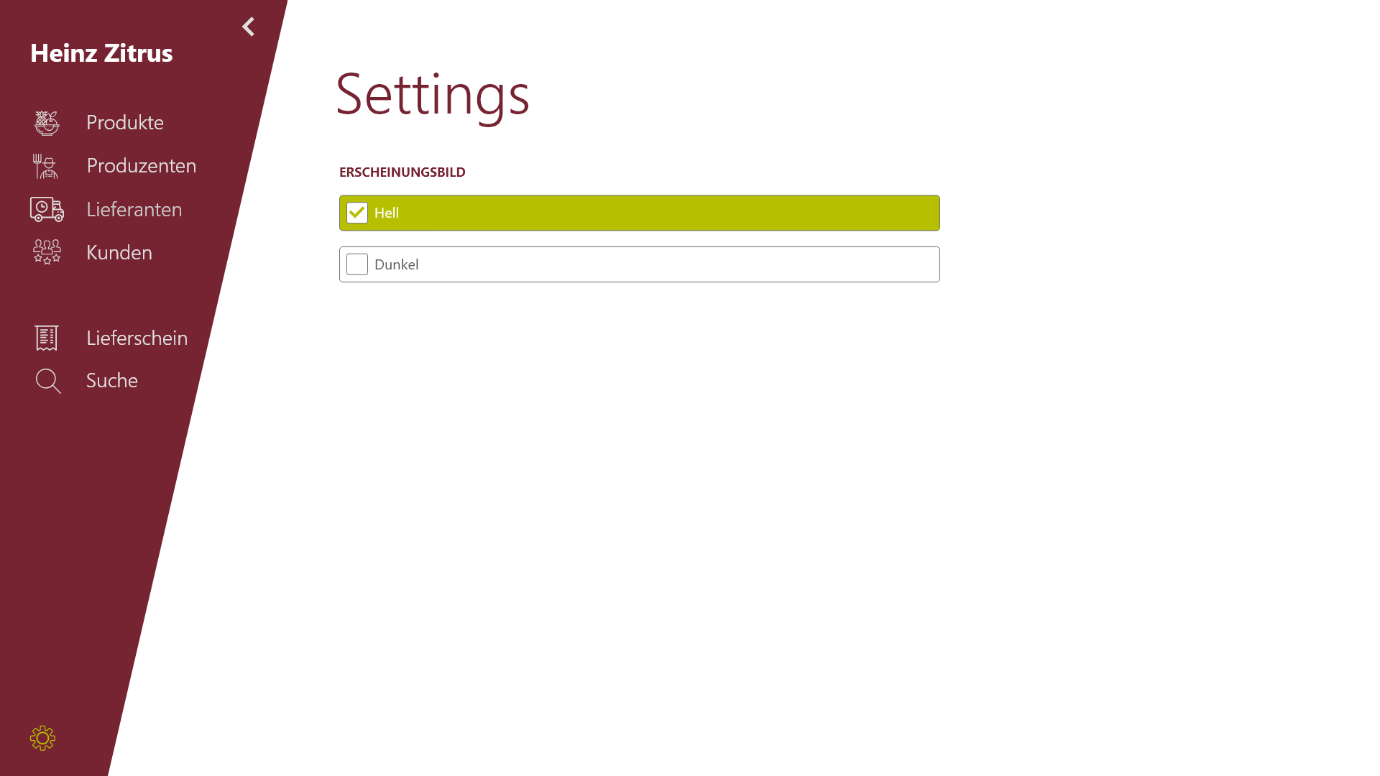 Heinz Zitrus
Produkte
Produzenten
Lieferanten
Kunden
Lieferschein
Suche
Settings
ERSCHEINUNGSBILD
Hell
Dunkel